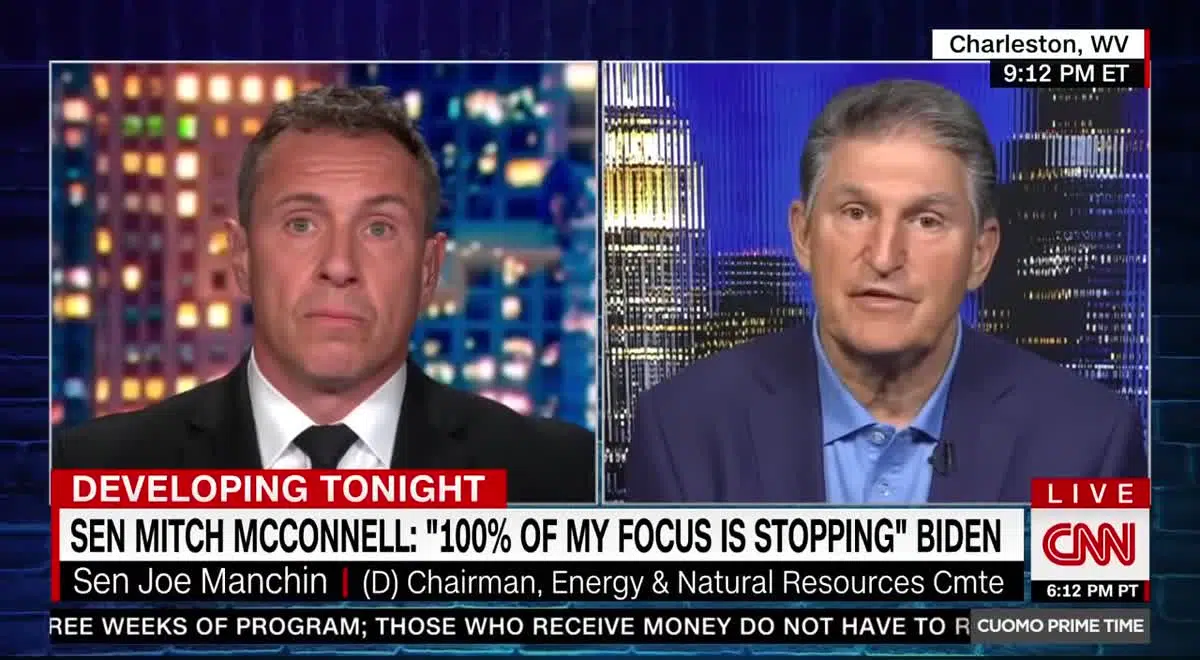 Charleston, WV
9:12 PM ET
DEVELOPING TONIGHT
SEN MITCH MCCONNELL: "100% OF MY FOCUS IS STOPPING" BIDEN
Sen Joe Manchin | (D) Chairman, Energy & Natural Resources Cmte
LIVE
CNN
6:12 PM PT
REE WEEKS OF PROGRAM; THOSE WHO RECEIVE MONEY DO NOT HAVE TO R
CUOMO PRIME TIME